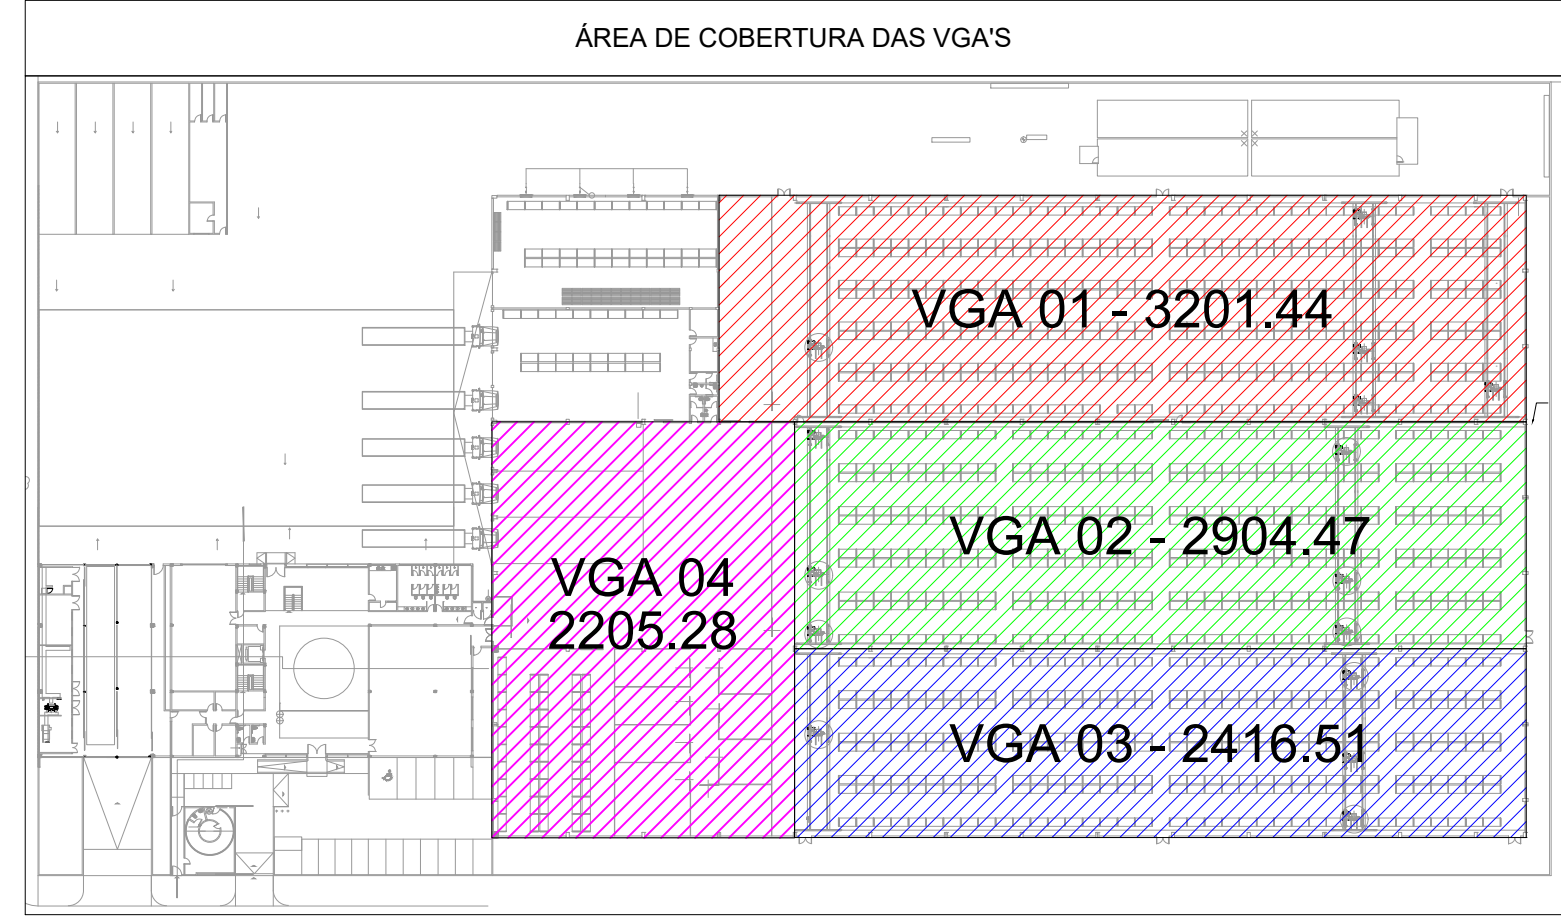 ÁREA DE COBERTURA DAS VGA'S
VGA 01 - 3201.44
VGA 02 - 2904.47
VGA 04
2205.28
VGA 03 - 2416.51